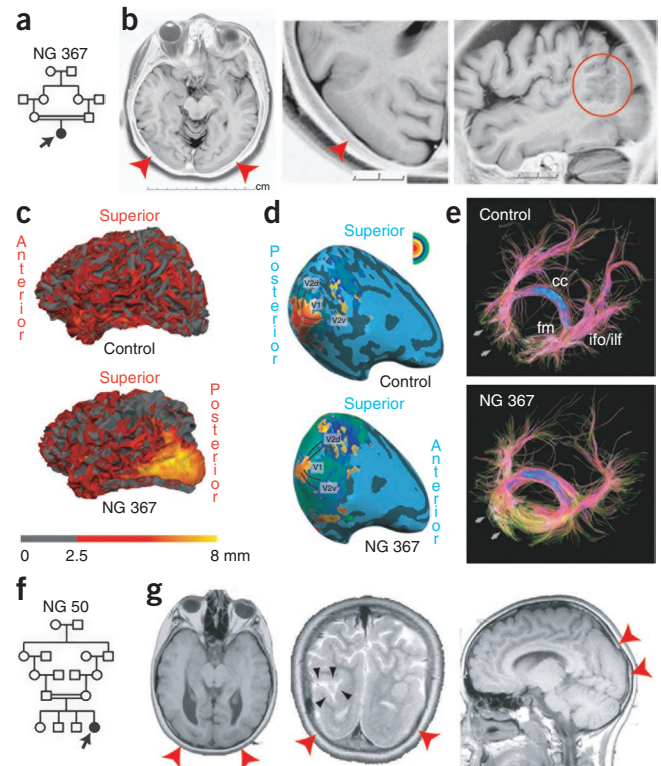 a
NG 367
b
cm
c
Superior
Anterior
Control
Superior
Posterior
NG 367
0
2.5
8 mm
d
Superior
Posterior
V2d
V1
V2v
Control
Superior
V2d
V1
V2v
Anterior
NG 367
e
Control
cc
fm
ifo/ilf
NG 367
f
NG 50
g